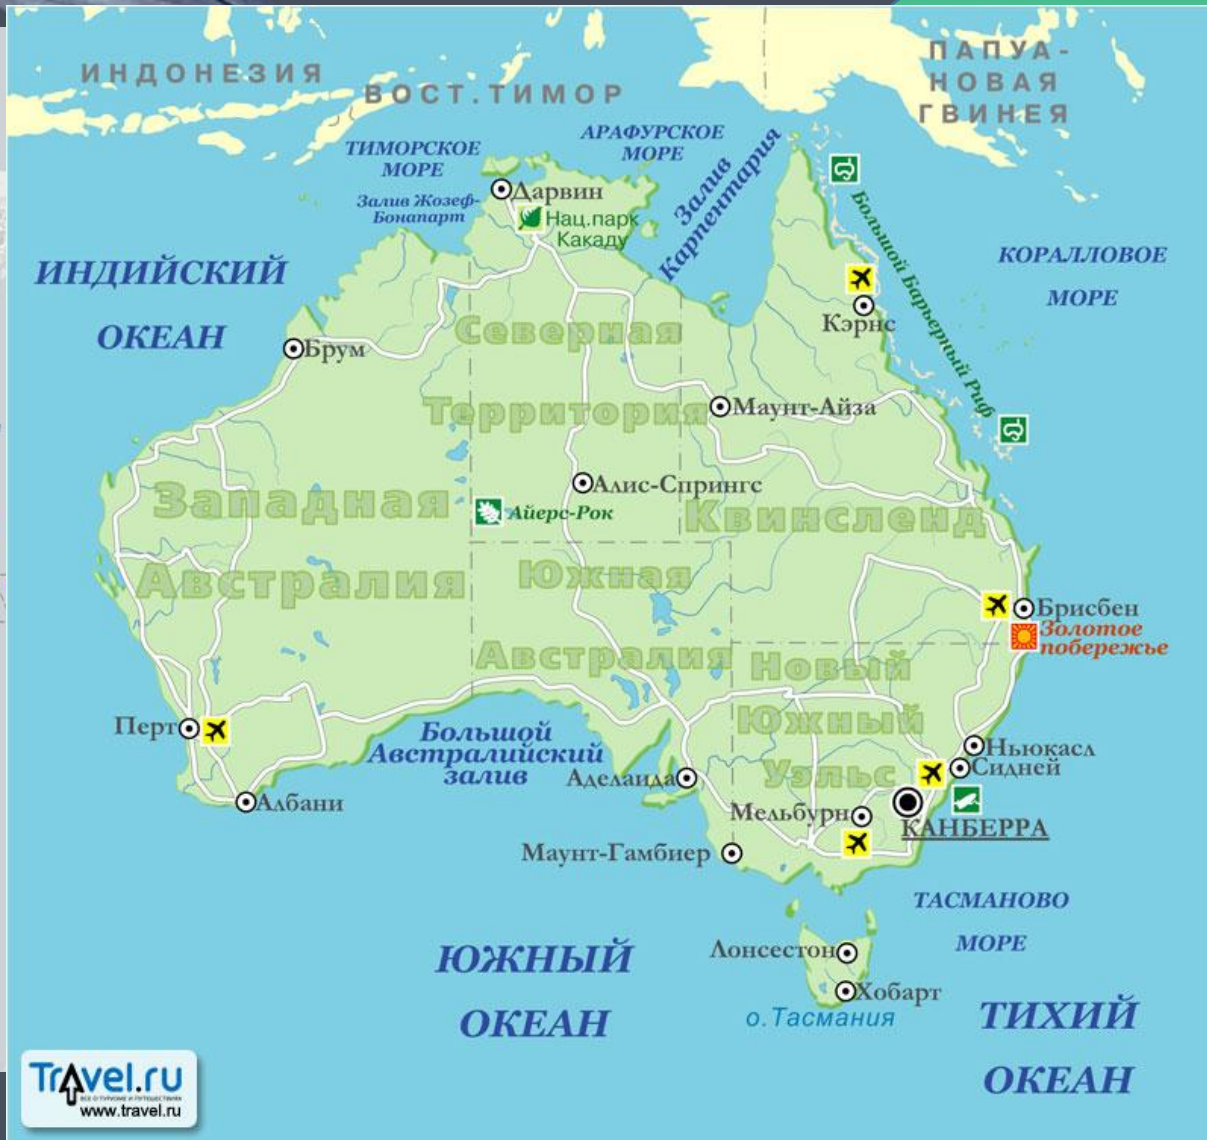 ИНДОНЕЗИЯ
ВОСТ.ТИМОР
ПАПУА-
НОВАЯ
ГВИНЕЯ
ТИМОРСКОЕ
МОРЕ
АРАФУРСКОЕ
МОРЕ
Залив Жозеф-
Бонапарт
Дарвин
Нац.парк
Какаду
Залив
Карпентария
Большой Барьерный Риф
КОРАЛЛОВОЕ
МОРЕ
ИНДИЙСКИЙ
ОКЕАН
Кэрнс
Брум
Северная
Территория
Маунт-Айза
Алис-Спрингс
Айерс-Рок
Западная
Австралия
Квинсленд
Южная
Австралия
Брисбен
Золотое
побережье
Новый
Южный
Уэльс
Перт
Албани
Большой
Австралийский
залив
Аделаида
Ньюкасл
Сидней
Мельбурн
КАНБЕРРА
Маунт-Гамбиер
ТАСМАНОВО
МОРЕ
Лонсестон
Хобарт
о.Тасмания
ЮЖНЫЙ
ОКЕАН
ТИХИЙ
ОКЕАН
Travel.ru
ВСЕ О ТУРИЗМЕ И ПУТЕШЕСТВИЯХ
www.travel.ru